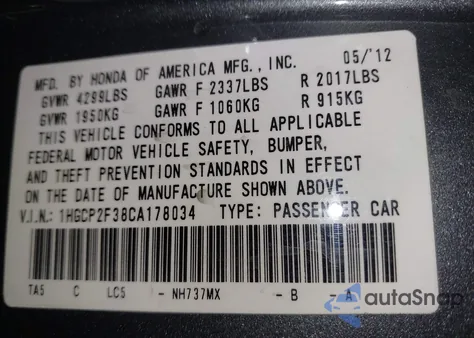 MFD. BY HONDA OF AMERICA MFG., INC. 05/'12
GVWR 4299LBS GAWR F 2337LBS R 2017LBS
GVWR 1950KG GAWR F 1060KG R 915KG
THIS VEHICLE CONFORMS TO ALL APPLICABLE
FEDERAL MOTOR VEHICLE SAFETY, BUMPER,
AND THEFT PREVENTION STANDARDS IN EFFECT
ON THE DATE OF MANUFACTURE SHOWN ABOVE.
V.I.N.: 1HGCP2F38CA178034 TYPE: PASSENGER CAR
TA5 C LC5 - NH737MX - B - A
autaSnap